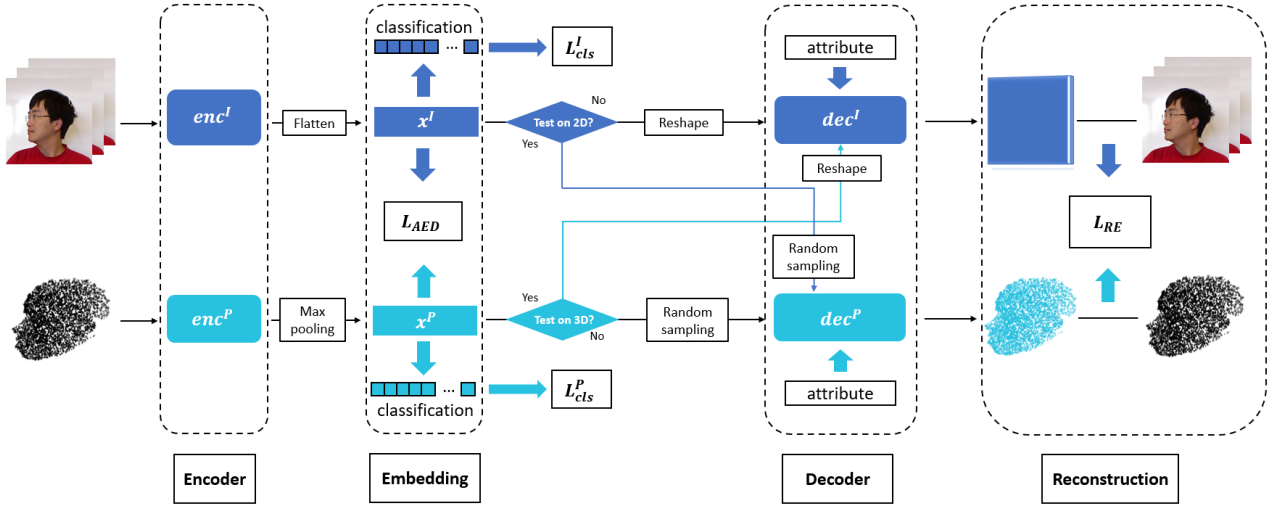 classification
...
L^I_cls
attribute
enc^I
Flatten
x^I
Test on 2D?
No
Yes
Reshape
dec^I
Reshape
L_AED
L_RE
Random
sampling
enc^P
Max
pooling
x^P
Yes
Test on 3D?
No
Random
sampling
dec^P
...
classification
L^P_cls
attribute
Encoder
Embedding
Decoder
Reconstruction